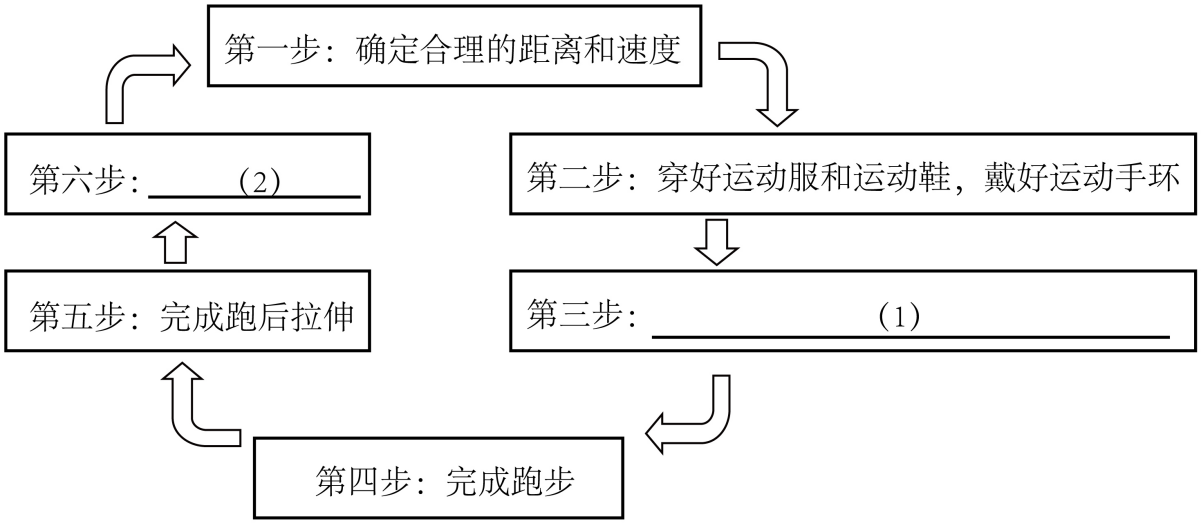 第一步：确定合理的距离和速度
第二步：穿好运动服和运动鞋，戴好运动手环
第三步：（1）
第四步：完成跑步
第五步：完成跑后拉伸
第六步：（2）